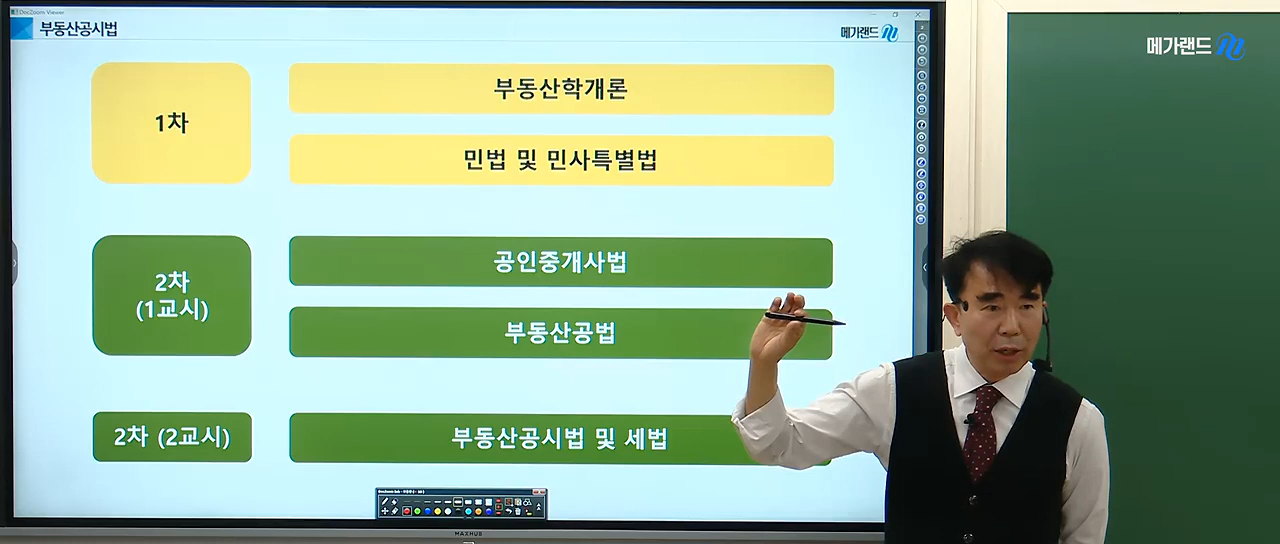 DocZoom Viewer
부동산공시법
메가랜드
메가랜드
1차
부동산학개론
민법 및 민사특별법
2차
(1교시)
공인중개사법
부동산공법
2차 (2교시)
부동산공시법 및 세법
MAXHUB